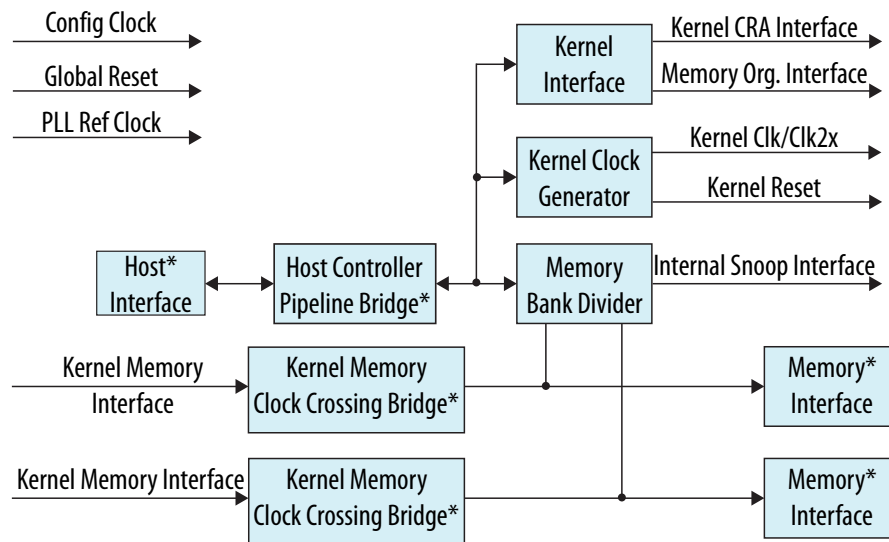 Config Clock
Global Reset
PLL Ref Clock
Kernel
Interface
Kernel CRA Interface
Memory Org. Interface
Kernel Clock
Generator
Kernel Clk/Clk2x
Kernel Reset
Host*
Interface
Host Controller
Pipeline Bridge*
Memory
Bank Divider
Internal Snoop Interface
Kernel Memory
Interface
Kernel Memory
Clock Crossing Bridge*
Memory*
Interface
Kernel Memory Interface
Kernel Memory
Clock Crossing Bridge*
Memory*
Interface